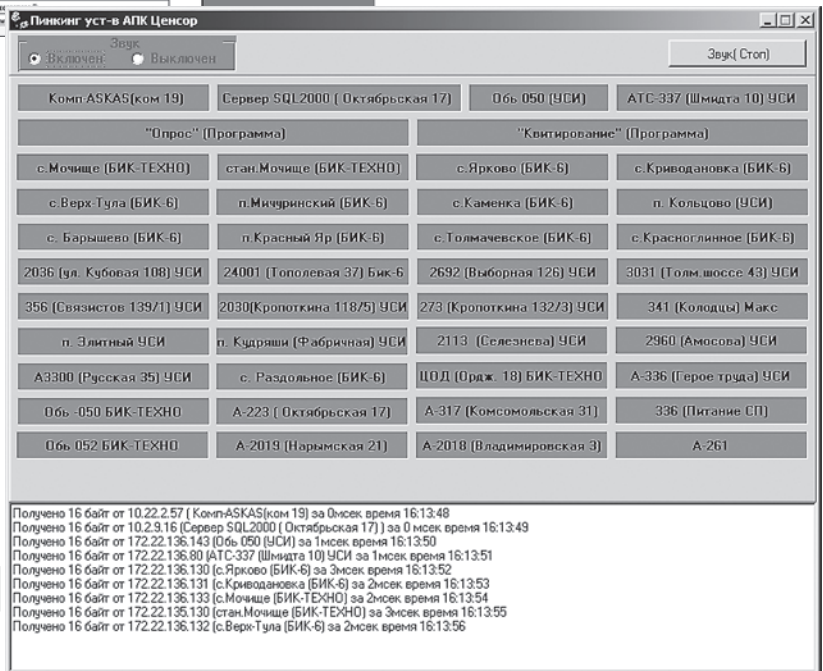 Пинкинг уст-в АПК Ценсор
Звук
Включен Выключен
Звук( Стоп)
Комп-ASKAS(ком 19) Сервер SQL2000 ( Октябрьская 17) Обь 050 (УСИ) АТС-337 (Шмидта 10) УСИ
"Опрос" (Программа) "Квитирование" (Программа)
с.Мочище (БИК-ТЕХНО) стан.Мочище (БИК-ТЕХНО) с.Ярково (БИК-6) с.Криводановка (БИК-6)
с.Верх-Тула (БИК-6) п.Мичуринский (БИК-6) с.Каменка (БИК-6) п. Кольцово (УСИ)
с. Барышево (БИК-6) п.Красный Яр (БИК-6) с.Толмачевское (БИК-6) с.Красноглинное (БИК-6)
2036 (ул. Кубовая 108) УСИ 24001 (Тополевая 37) Бик-6 2692 (Выборная 126) УСИ 3031 (Толм.шоссе 43) УСИ
356 (Связистов 139/1) УСИ 2030(Кропоткина 118/5) УСИ 273 (Кропоткина 132/3) УСИ 341 (Колодцы) Макс
п. Элитный УСИ п. Кудряши (Фабричная) УСИ 2113 (Селезнева) УСИ 2960 (Амосова) УСИ
А3300 (Русская 35) УСИ с. Раздольное (БИК-6) ЦОД (Ордж. 18) БИК-ТЕХНО А-336 (Герое труда) УСИ
Обь -050 БИК-ТЕХНО А-223 ( Октябрьская 17) А-317 (Комсомольская 31) 336 (Питание СП)
Обь 052 БИК-ТЕХНО А-2019 (Нарымская 21) А-2018 (Владимировская 3) А-261
Получено 16 байт от 10.22.2.57 ( Комп-ASKAS(ком 19) за 0мсек время 16:13:48
Получено 16 байт от 10.2.9.16 (Сервер SQL2000 ( Октябрьская 17) ) за 0 мсек время 16:13:49
Получено 16 байт от 172.22.136.143 (Обь 050 (УСИ) за 1мсек время 16:13:50
Получено 16 байт от 172.22.136.80 (АТС-337 (Шмидта 10) УСИ за 1мсек время 16:13:51
Получено 16 байт от 172.22.136.130 (с.Ярково (БИК-6) за 3мсек время 16:13:52
Получено 16 байт от 172.22.136.131 (с.Криводановка (БИК-6) за 2мсек время 16:13:53
Получено 16 байт от 172.22.136.133 (с.Мочище (БИК-ТЕХНО) за 2мсек время 16:13:54
Получено 16 байт от 172.22.135.130 (стан.Мочище (БИК-ТЕХНО) за 3мсек время 16:13:55
Получено 16 байт от 172.22.136.132 (с.Верх-Тула (БИК-6) за 2мсек время 16:13:56